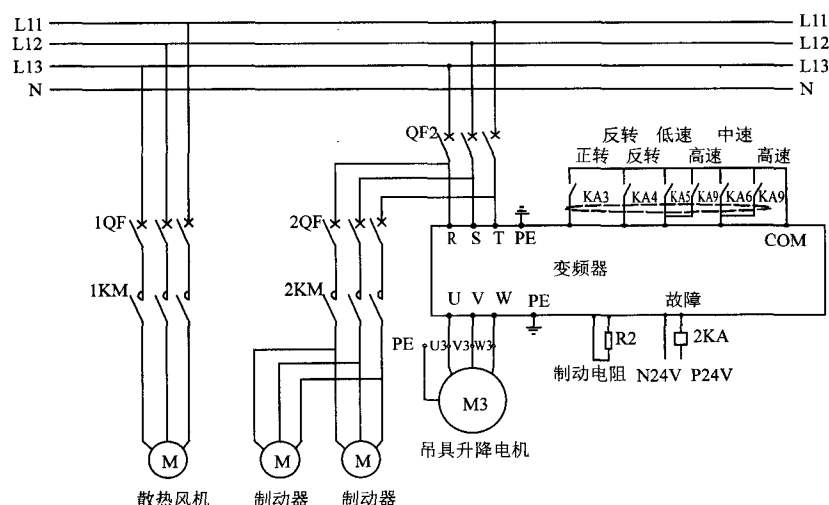 L11 L11
L12 L12
L13 L13
N N
QF2
反转 低速 中速
正转 反转 高速 高速
KA3 KA4 KA5 KA9 KA6 KA9
1QF 2QF
R S T PE COM
变频器
1KM 2KM
U V W PE 故障
PE U3 V3 W3 R2 2KA
制动电阻 N24V P24V
M3
吊具升降电机
M M M
散热风机 制动器 制动器